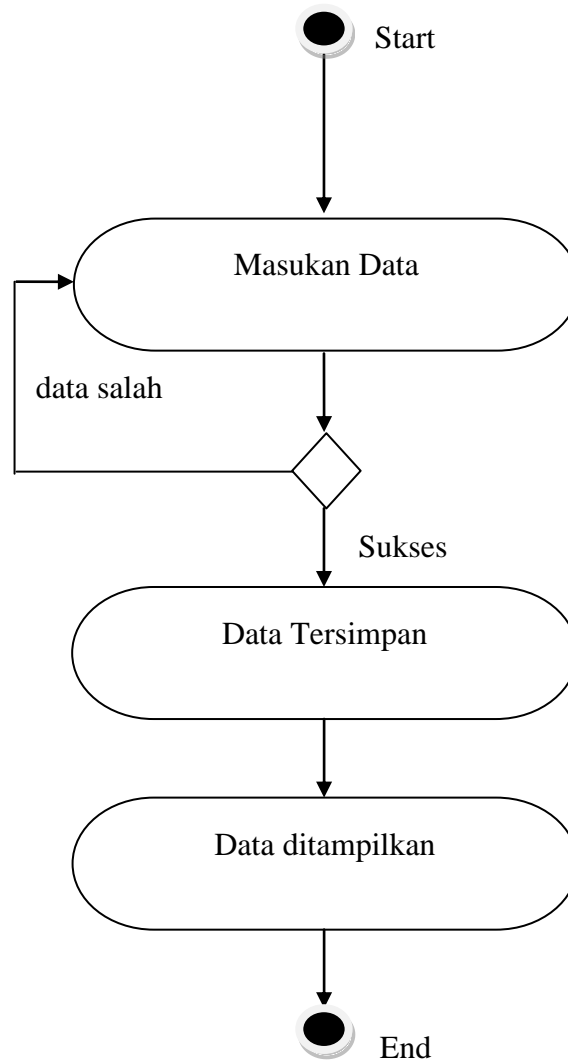 Start
Masukan Data
data salah
Sukses
Data Tersimpan
Data ditampilkan
End